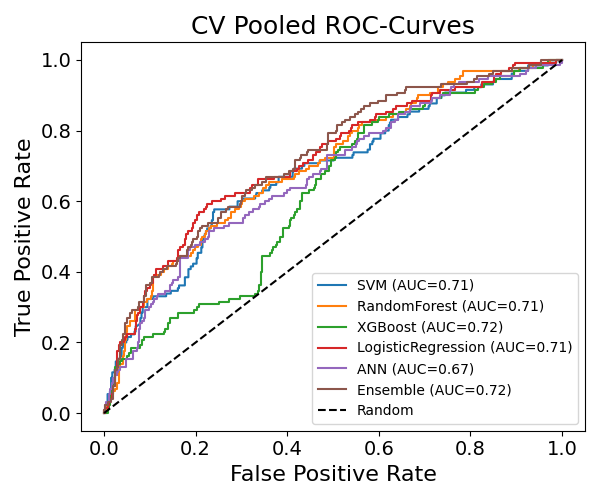 CV Pooled ROC-Curves
True Positive Rate
1.0
0.8
0.6
0.4
0.2
0.0
SVM (AUC=0.71)
RandomForest (AUC=0.71)
XGBoost (AUC=0.72)
LogisticRegression (AUC=0.71)
ANN (AUC=0.67)
Ensemble (AUC=0.72)
Random
0.0 0.2 0.4 0.6 0.8 1.0
False Positive Rate